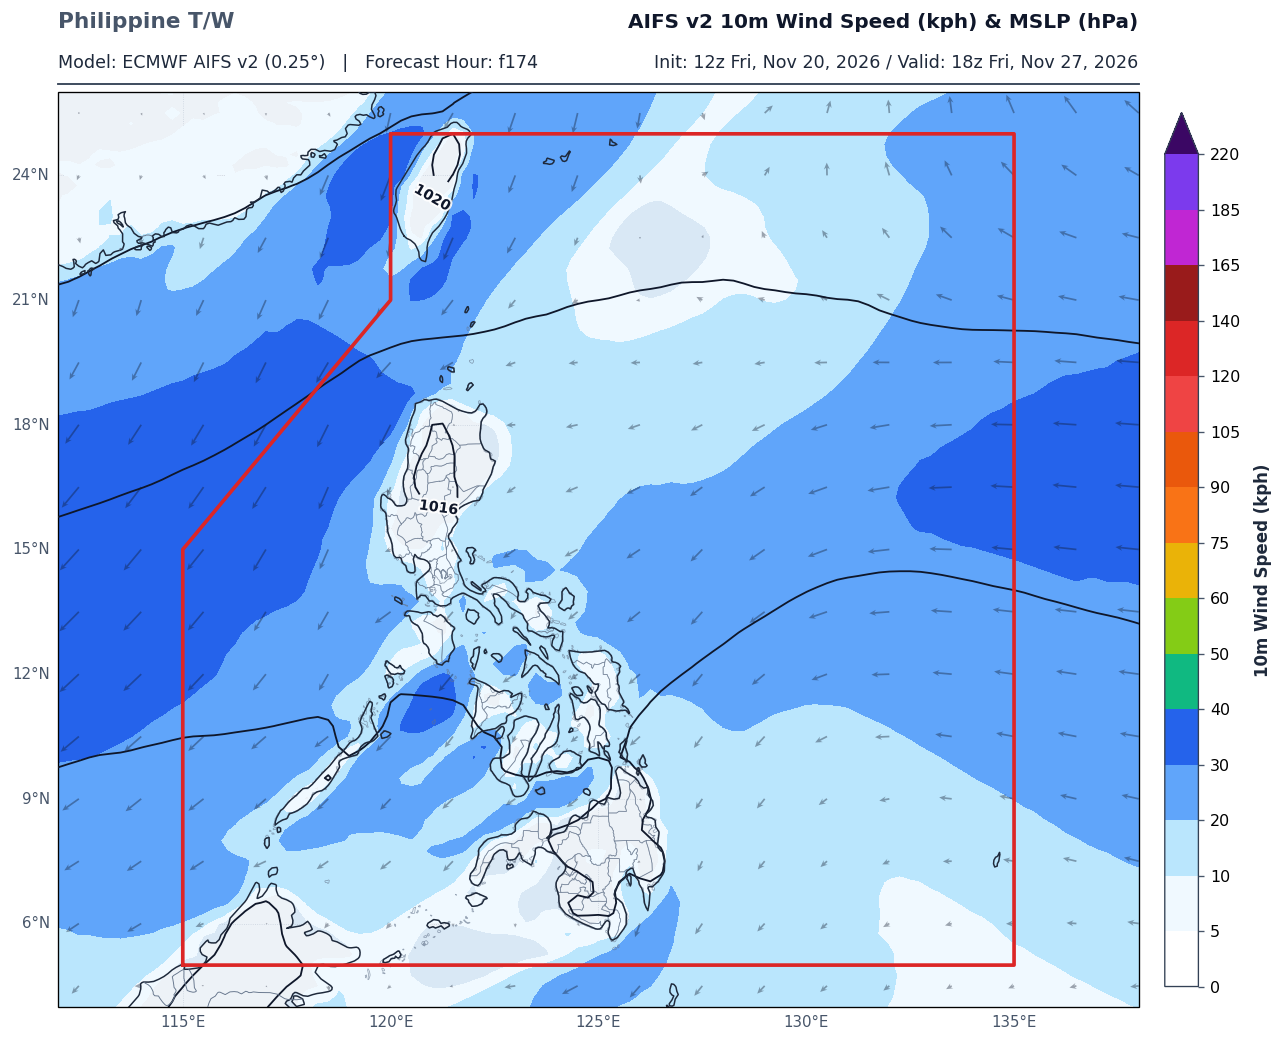 Philippine T/W
AIFS v2 10m Wind Speed (kph) & MSLP (hPa)
Model: ECMWF AIFS v2 (0.25°) | Forecast Hour: f174
Init: 12z Fri, Nov 20, 2026 / Valid: 18z Fri, Nov 27, 2026
24°N
21°N
18°N
15°N
12°N
9°N
6°N
1020
1016
115°E
120°E
125°E
130°E
135°E
220
185
165
140
120
105
90
75
60
50
40
30
20
10
5
0
10m Wind Speed (kph)